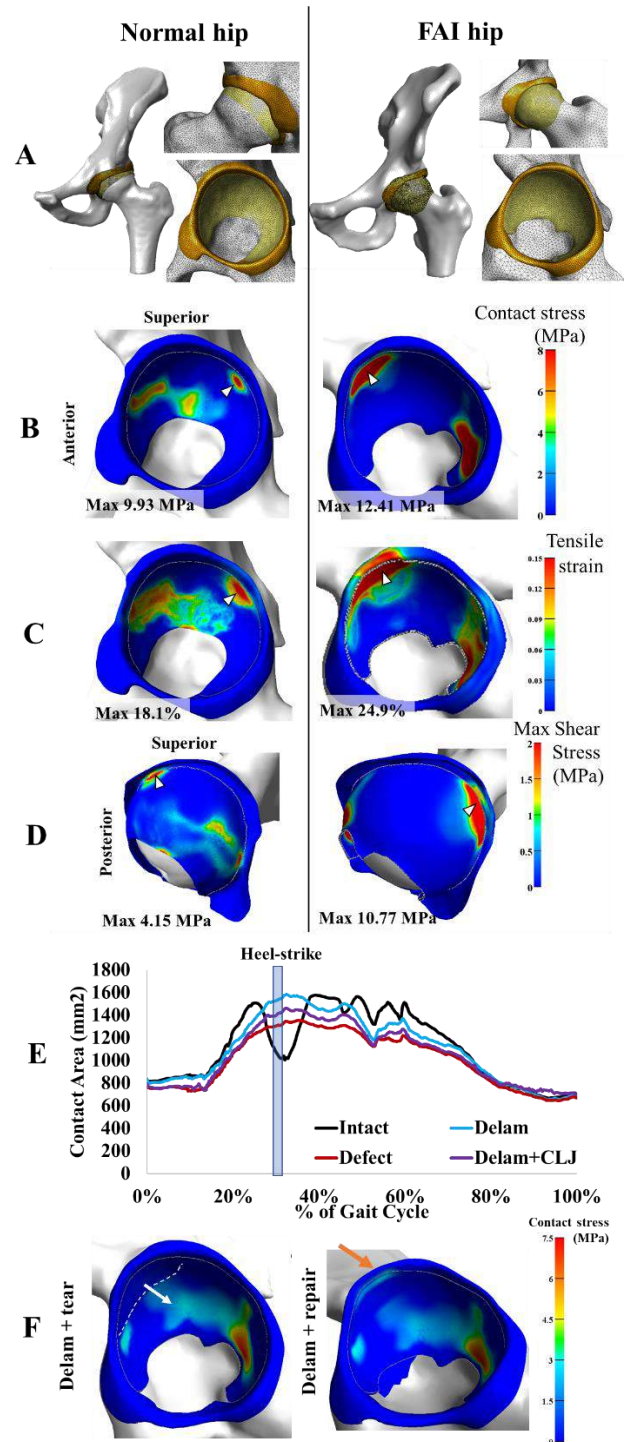 Normal hip
FAI hip
A
Superior
Contact stress
(MPa)
8
6
4
2
0
B
Anterior
Max 9.93 MPa
Max 12.41 MPa
Tensile
strain
0.15
0.12
0.09
0.06
0.03
0
C
Max 18.1%
Max 24.9%
Superior
Max Shear
Stress
(MPa)
2
1.5
1
0.5
0
D
Posterior
Max 4.15 MPa
Max 10.77 MPa
Heel-strike
E
Contact Area (mm2)
1800
1600
1400
1200
1000
800
600
400
200
0
Intact
Delam
Defect
Delam+CLJ
0% 20% 40% 60% 80% 100%
% of Gait Cycle
Contact stress
(MPa)
7.5
6
4.5
3
1.5
0
F
Delam + tear
Delam + repair